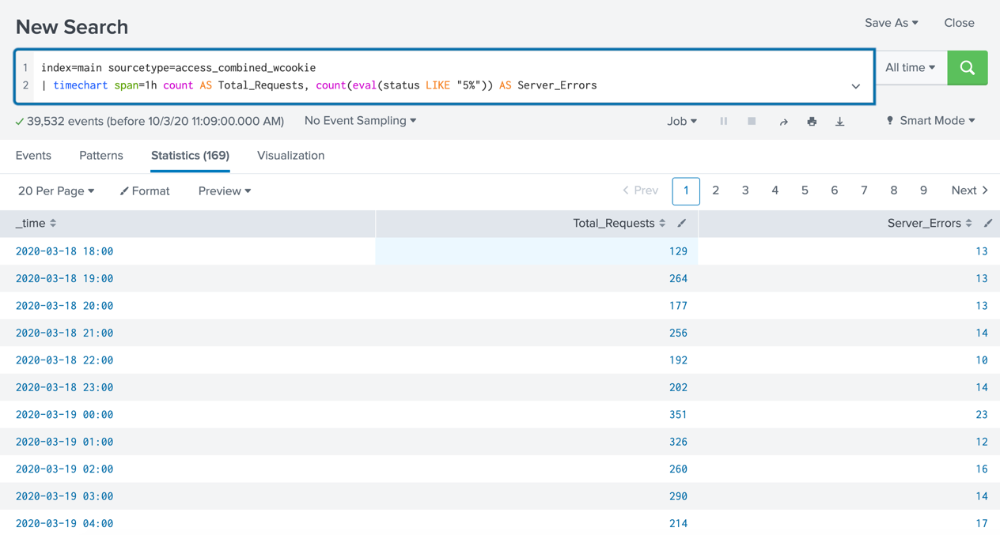 New Search
Save As Close
1 index=main sourcetype=access_combined_wcookie
2 | timechart span=1h count AS Total_Requests, count(eval(status LIKE "5%")) AS Server_Errors
All time
39,532 events (before 10/3/20 11:09:00.000 AM) No Event Sampling Job Smart Mode
Events Patterns Statistics (169) Visualization
20 Per Page Format Preview Prev 1 2 3 4 5 6 7 8 9 Next
_time Total_Requests Server_Errors
2020-03-18 18:00 129 13
2020-03-18 19:00 264 13
2020-03-18 20:00 177 13
2020-03-18 21:00 256 14
2020-03-18 22:00 192 10
2020-03-18 23:00 202 14
2020-03-19 00:00 351 23
2020-03-19 01:00 326 12
2020-03-19 02:00 260 16
2020-03-19 03:00 290 14
2020-03-19 04:00 214 17